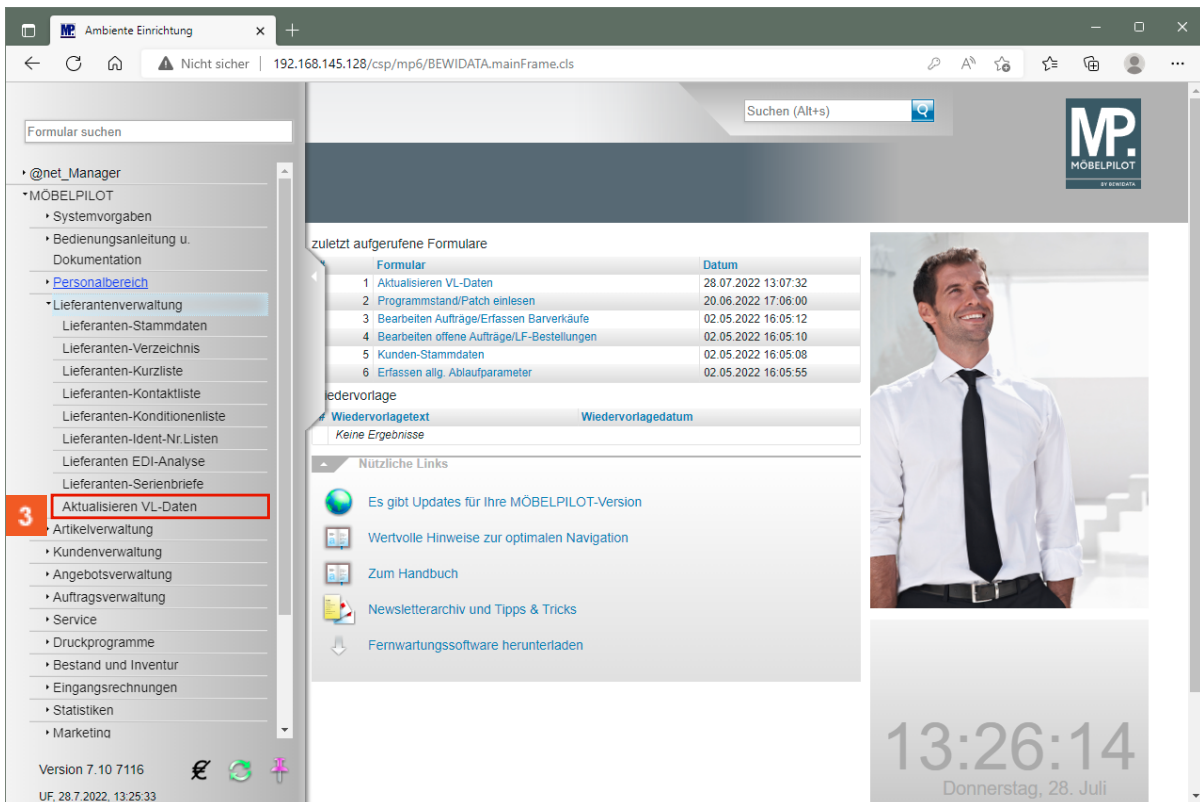 Ambiente Einrichtung
Nicht sicher | 192.168.145.128/csp/mp6/BEWIDATA.mainFrame.cls
Formular suchen
@net_Manager
MÖBELPILOT
Systemvorgaben
Bedienungsanleitung u.
Dokumentation
Personalbereich
Lieferantenverwaltung
Lieferanten-Stammdaten
Lieferanten-Verzeichnis
Lieferanten-Kurzliste
Lieferanten-Kontaktliste
Lieferanten-Konditionenliste
Lieferanten-Ident-Nr.Listen
Lieferanten EDI-Analyse
Lieferanten-Serienbriefe
3 Aktualisieren VL-Daten
Artikelverwaltung
Kundenverwaltung
Angebotsverwaltung
Auftragsverwaltung
Service
Druckprogramme
Bestand und Inventur
Eingangsrechnungen
Statistiken
Marketing
Version 7.10 7116
UF, 28.7.2022, 13:25:33
Suchen (Alt+s)
MP.
MÖBELPILOT
BY BEWIDATA
zuletzt aufgerufene Formulare
Formular Datum
1 Aktualisieren VL-Daten 28.07.2022 13:07:32
2 Programmstand/Patch einlesen 20.06.2022 17:06:00
3 Bearbeiten Aufträge/Erfassen Barverkäufe 02.05.2022 16:05:12
4 Bearbeiten offene Aufträge/LF-Bestellungen 02.05.2022 16:05:10
5 Kunden-Stammdaten 02.05.2022 16:05:08
6 Erfassen allg. Ablaufparameter 02.05.2022 16:05:55
iedervorlage
# Wiedervorlagetext Wiedervorlagedatum
Keine Ergebnisse
Nützliche Links
Es gibt Updates für Ihre MÖBELPILOT-Version
Wertvolle Hinweise zur optimalen Navigation
Zum Handbuch
Newsletterarchiv und Tipps & Tricks
Fernwartungssoftware herunterladen
13:26:14
Donnerstag, 28. Juli